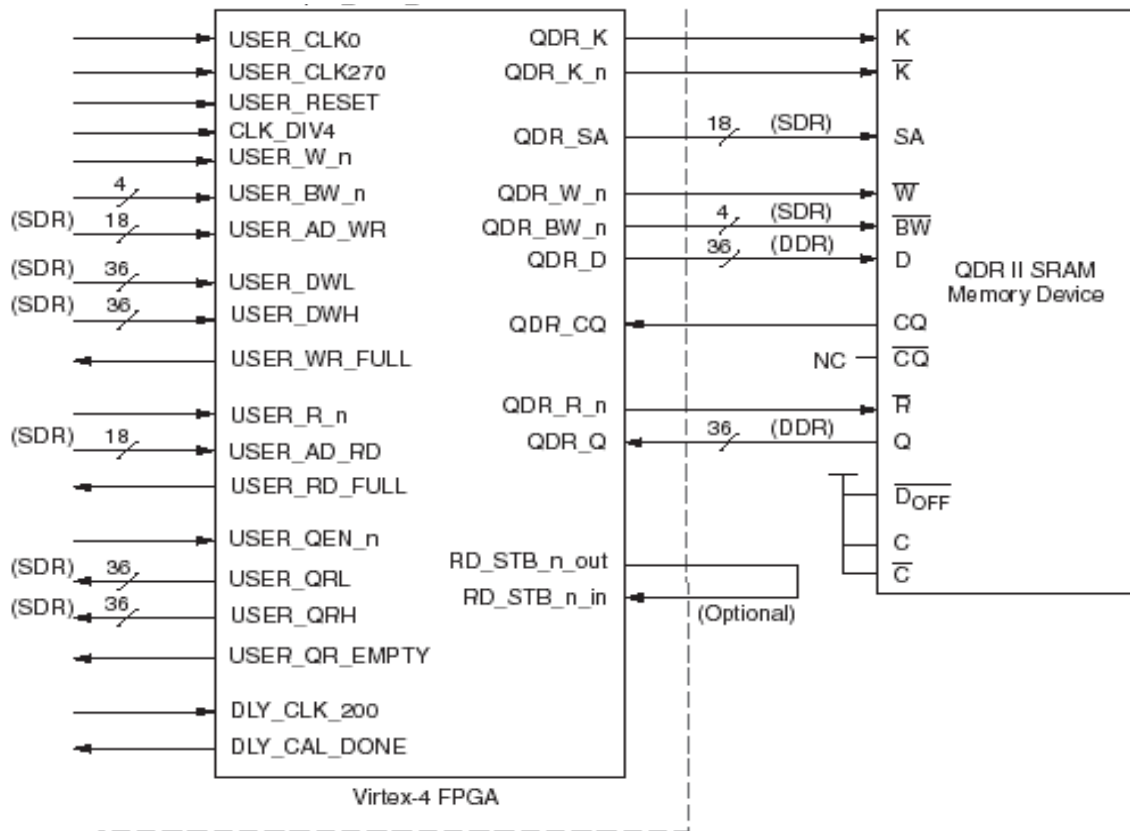 USER_CLK0
USER_CLK270
USER_RESET
CLK_DIV4
USER_W_n
4
USER_BW_n
(SDR) 18
USER_AD_WR
(SDR) 36
USER_DWL
(SDR) 36
USER_DWH
USER_WR_FULL
USER_R_n
(SDR) 18
USER_AD_RD
USER_RD_FULL
USER_QEN_n
(SDR) 36
USER_QRL
(SDR) 36
USER_QRH
USER_QR_EMPTY
DLY_CLK_200
DLY_CAL_DONE
QDR_K
QDR_K_n
QDR_SA
QDR_W_n
QDR_BW_n
QDR_D
QDR_CQ
QDR_R_n
QDR_Q
RD_STB_n_out
RD_STB_n_in
(Optional)
18 (SDR)
4 (SDR)
36 (DDR)
NC
36 (DDR)
K
K̅
SA
W̅
B̅W̅
D
CQ
C̅Q̅
R̅
Q
D̅O̅F̅F̅
C
C̅
QDR II SRAM
Memory Device
Virtex-4 FPGA